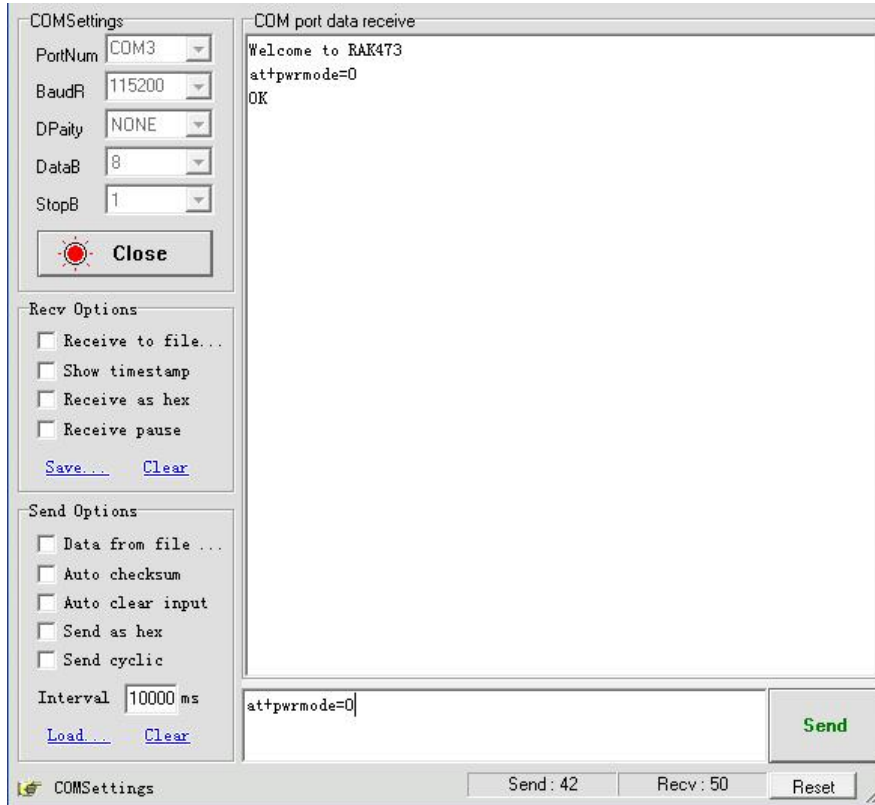 COMSettings
PortNum COM3
BaudR 115200
DPaity NONE
DataB 8
StopB 1
Close
Recv Options
Receive to file...
Show timestamp
Receive as hex
Receive pause
Save... Clear
Send Options
Data from file ...
Auto checksum
Auto clear input
Send as hex
Send cyclic
Interval 10000 ms
Load... Clear
COM port data receive
Welcome to RAK473
at+pwrmode=0
OK
at+pwrmode=0
Send
COMSettings
Send : 42
Recv : 50
Reset